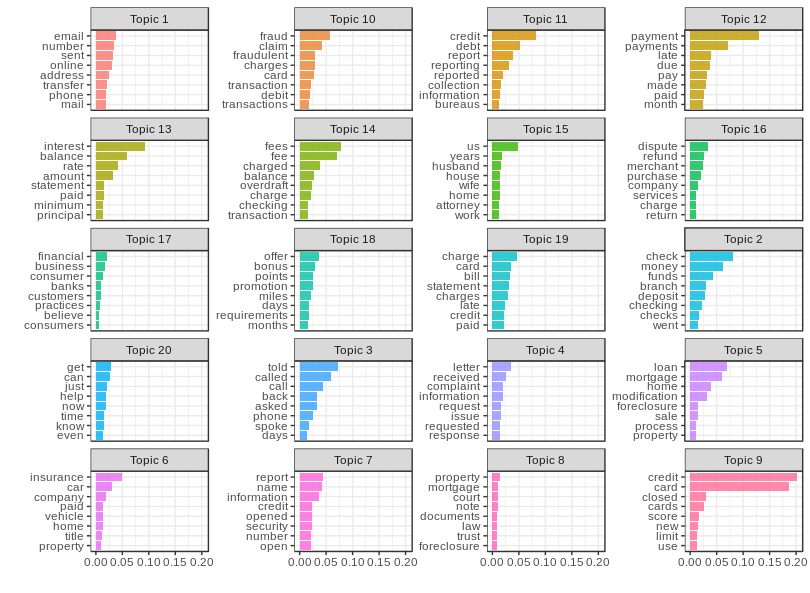 Topic 1
email
number
sent
online
address
transfer
phone
mail
Topic 10
fraud
claim
fraudulent
charges
card
transaction
debit
transactions
Topic 11
credit
debt
report
reporting
reported
collection
information
bureaus
Topic 12
payment
payments
late
due
pay
made
paid
month
Topic 13
interest
balance
rate
amount
statement
paid
minimum
principal
Topic 14
fees
fee
charged
balance
overdraft
charge
checking
transaction
Topic 15
us
years
husband
house
wife
home
attorney
work
Topic 16
dispute
refund
merchant
purchase
company
services
charge
return
Topic 17
financial
business
consumer
banks
customers
practices
believe
consumers
Topic 18
offer
bonus
points
promotion
miles
days
requirements
months
Topic 19
charge
card
bill
statement
charges
late
credit
paid
Topic 2
check
money
funds
branch
deposit
checking
checks
went
Topic 20
get
can
just
help
now
time
know
even
Topic 3
told
called
call
back
asked
phone
spoke
days
Topic 4
letter
received
complaint
information
request
issue
requested
response
Topic 5
loan
mortgage
home
modification
foreclosure
sale
process
property
Topic 6
insurance
car
company
paid
vehicle
home
title
property
Topic 7
report
name
information
credit
opened
security
number
open
Topic 8
property
mortgage
court
note
documents
law
trust
foreclosure
Topic 9
credit
card
closed
cards
score
new
limit
use
0.00 0.05 0.10 0.15 0.20
0.00 0.05 0.10 0.15 0.20
0.00 0.05 0.10 0.15 0.20
0.00 0.05 0.10 0.15 0.20